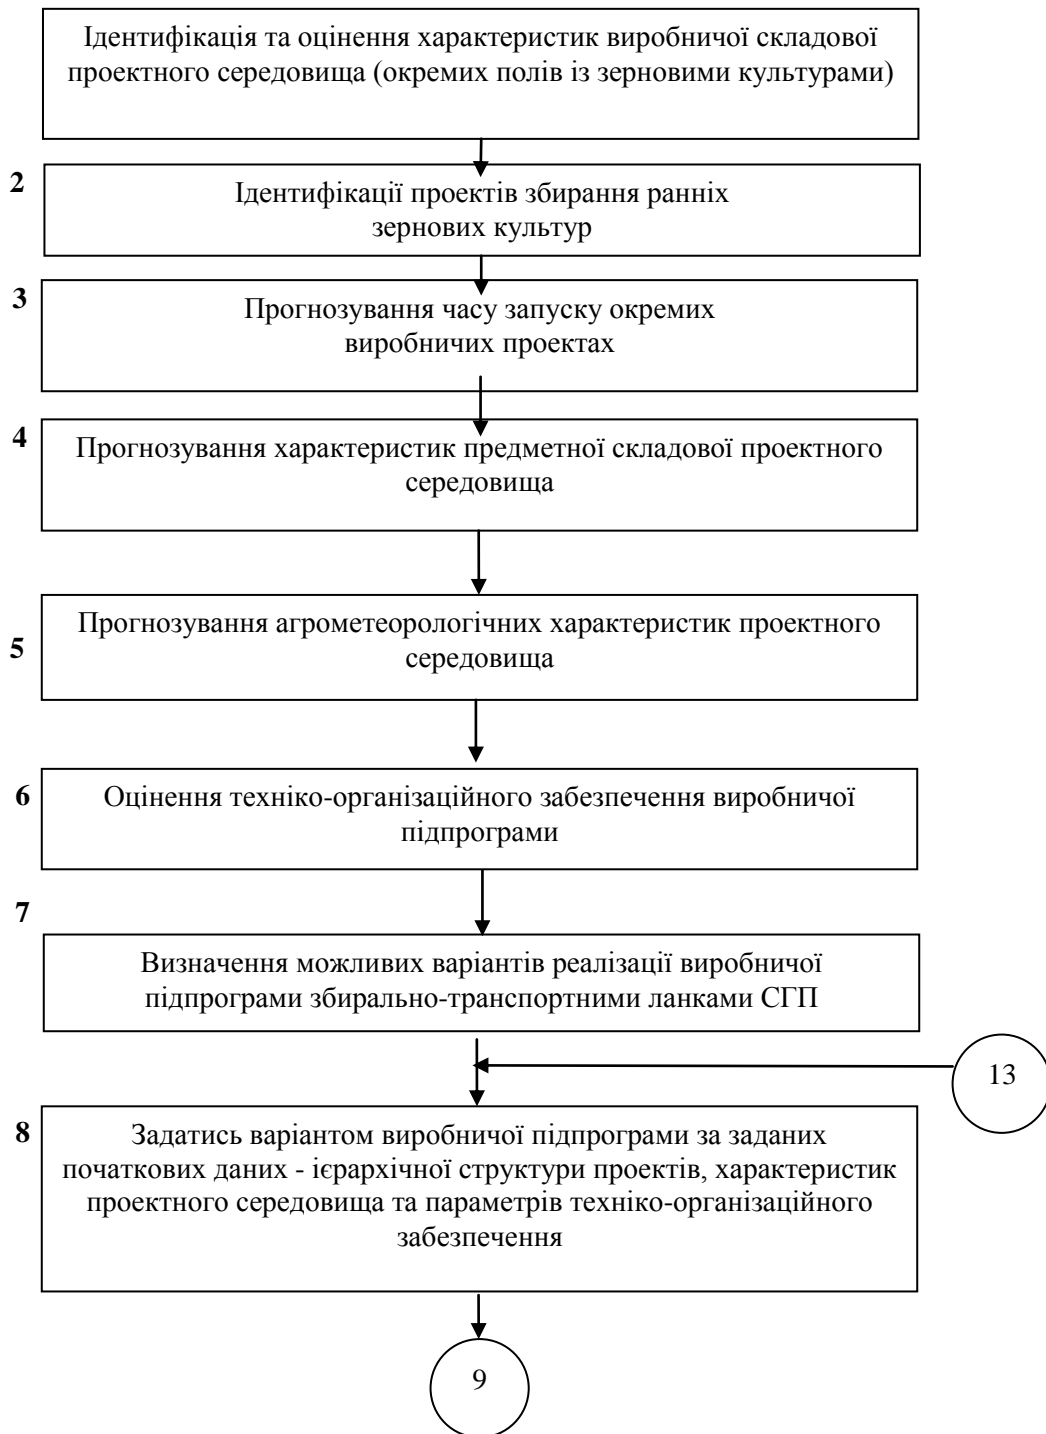 Ідентифікація та оцінення характеристик виробничої складової
проектного середовища (окремих полів із зерновими культурами)
2
Ідентифікації проектів збирання ранніх
зернових культур
3
Прогнозування часу запуску окремих
виробничих проектах
4
Прогнозування характеристик предметної складової проектного
середовища
5
Прогнозування агрометеорологічних характеристик проектного
середовища
6
Оцінення техніко-організаційного забезпечення виробничої
підпрограми
7
Визначення можливих варіантів реалізації виробничої
підпрограми збирально-транспортними ланками СГП
13
8
Задатись варіантом виробничої підпрограми за заданих
початкових даних - ієрархічної структури проектів, характеристик
проектного середовища та параметрів техніко-організаційного
забезпечення
9